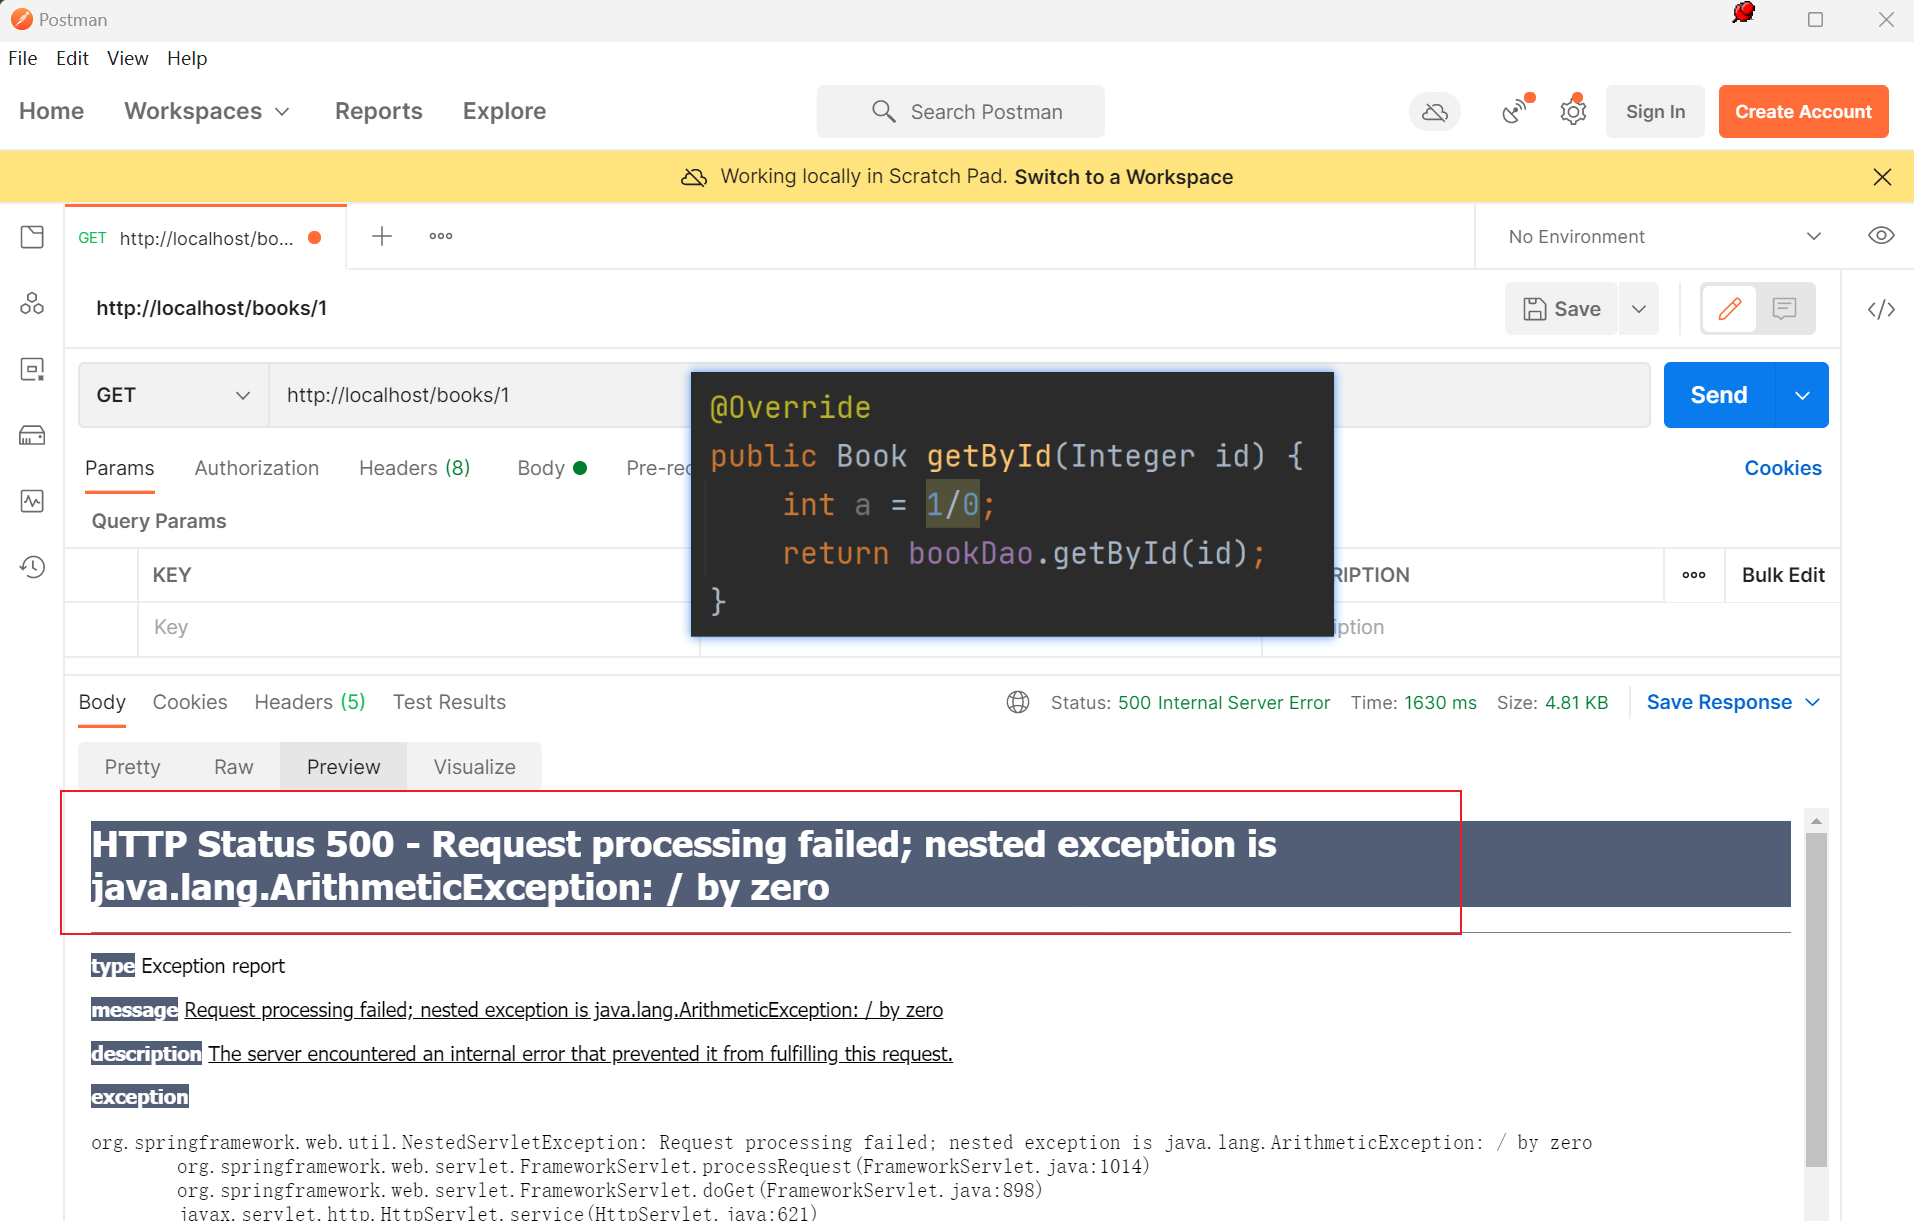 Postman
File Edit View Help
Home Workspaces Reports Explore Search Postman Sign In Create Account
Working locally in Scratch Pad. Switch to a Workspace
GET http://localhost/bo... No Environment
http://localhost/books/1 Save
GET http://localhost/books/1 Send
Params Authorization Headers (8) Body Pre-rec Cookies
Query Params
KEY RIPTION Bulk Edit
Key iption
@Override
public Book getById(Integer id) {
int a = 1/0;
return bookDao.getById(id);
}
Body Cookies Headers (5) Test Results Status: 500 Internal Server Error Time: 1630 ms Size: 4.81 KB Save Response
Pretty Raw Preview Visualize
HTTP Status 500 - Request processing failed; nested exception is
java.lang.ArithmeticException: / by zero
type Exception report
message Request processing failed; nested exception is java.lang.ArithmeticException: / by zero
description The server encountered an internal error that prevented it from fulfilling this request.
exception
org.springframework.web.util.NestedServletException: Request processing failed; nested exception is java.lang.ArithmeticException: / by zero
org.springframework.web.servlet.FrameworkServlet.processRequest(FrameworkServlet.java:1014)
org.springframework.web.servlet.FrameworkServlet.doGet(FrameworkServlet.java:898)
javax.servlet.http.HttpServlet.service(HttpServlet.java:621)